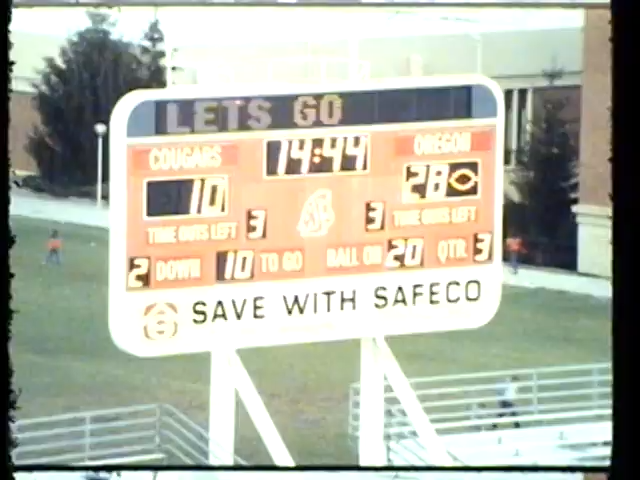 LETS GO
COUGARS 14:44 OREGON
10 28
TIME OUTS LEFT 3 3 TIME OUTS LEFT
2 DOWN 10 TO GO BALL ON 20 QTR 3
SAVE WITH SAFECO